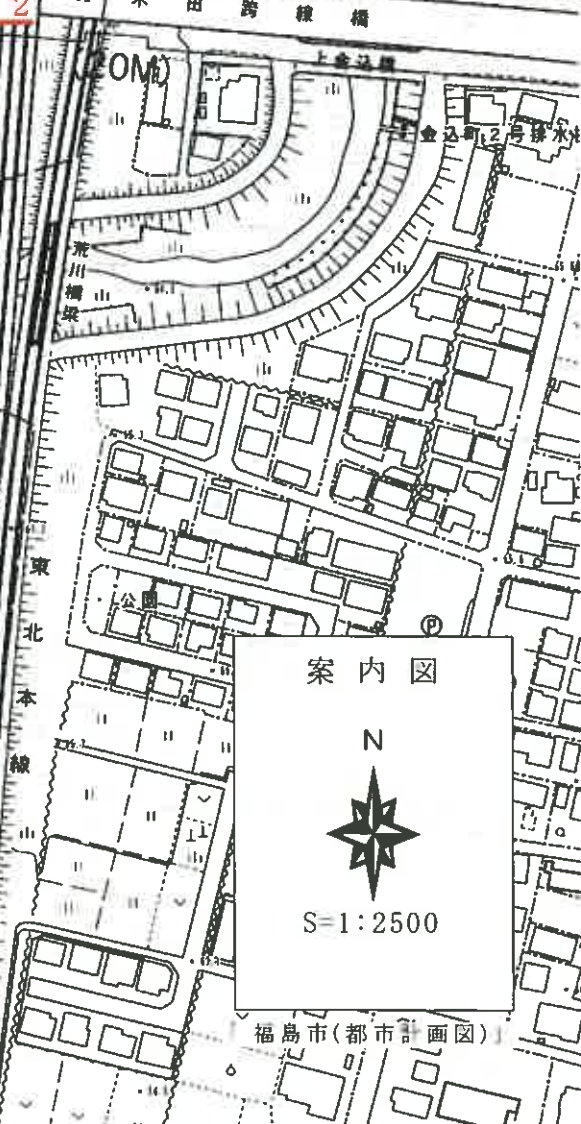 2
田跨線橋
上金込橋
OM)
金込町2号排水
荒川橋梁
東北本線
公園
P
案内図
N
S=1:2500
福島市(都市計画図)